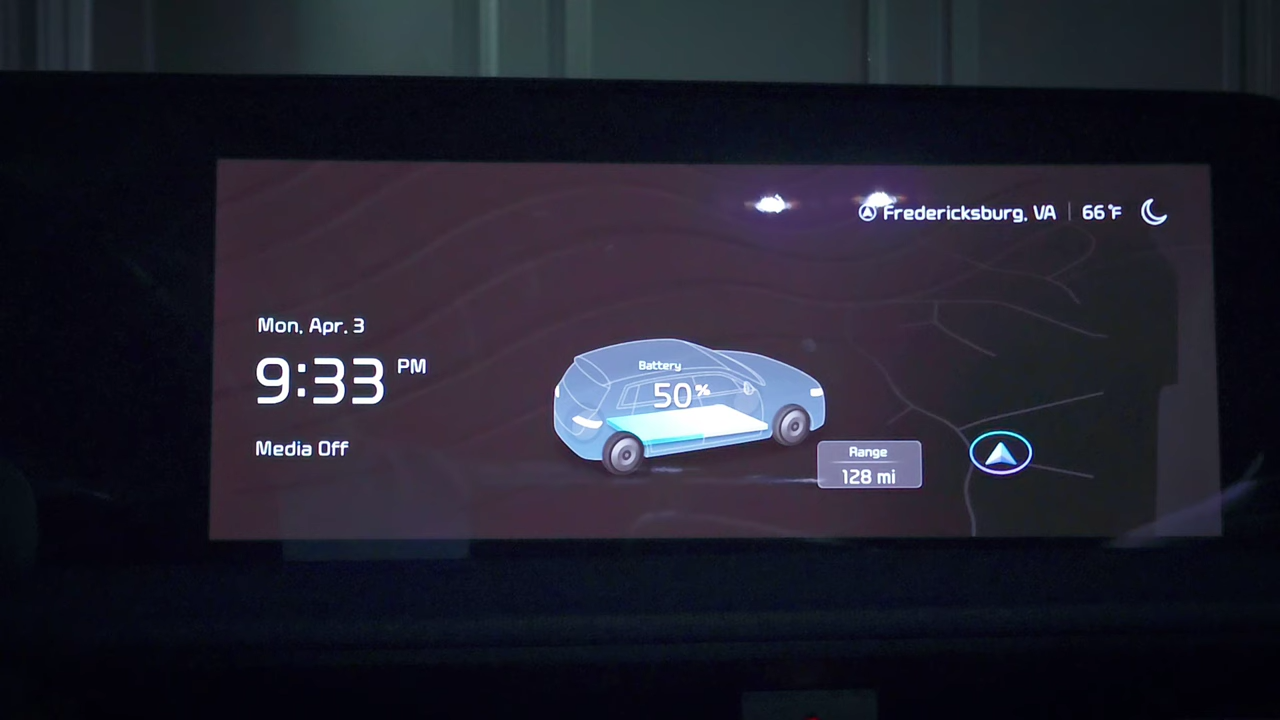 Fredericksburg, VA | 66°F
Mon, Apr. 3
9:33 PM
Media Off
Battery
50%
Range
128 mi